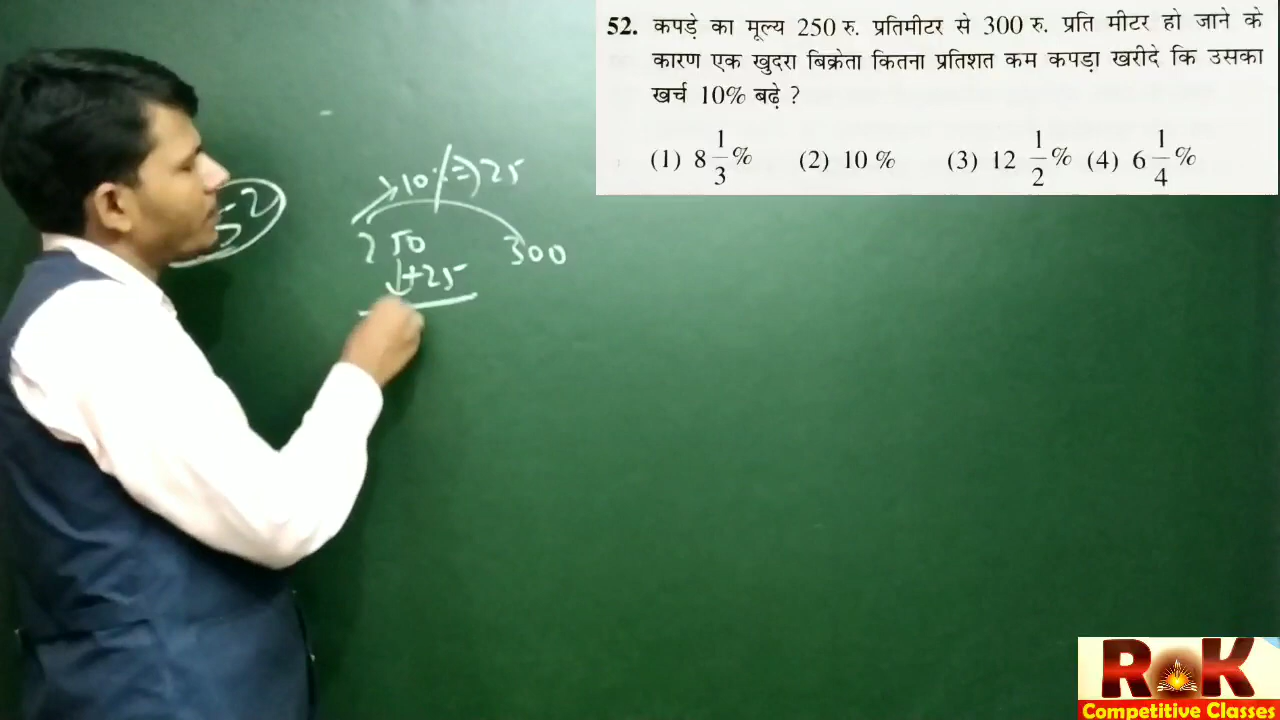 52. कपड़े का मूल्य 250 रु. प्रतिमीटर से 300 रु. प्रति मीटर हो जाने के
कारण एक खुदरा बिक्रेता कितना प्रतिशत कम कपड़ा खरीदे कि उसका
खर्च 10% बढ़े ?
(1) 8 1/3 % (2) 10 % (3) 12 1/2 % (4) 6 1/4 %
10% => 25
250 300
+25
RK
Competitive Classes